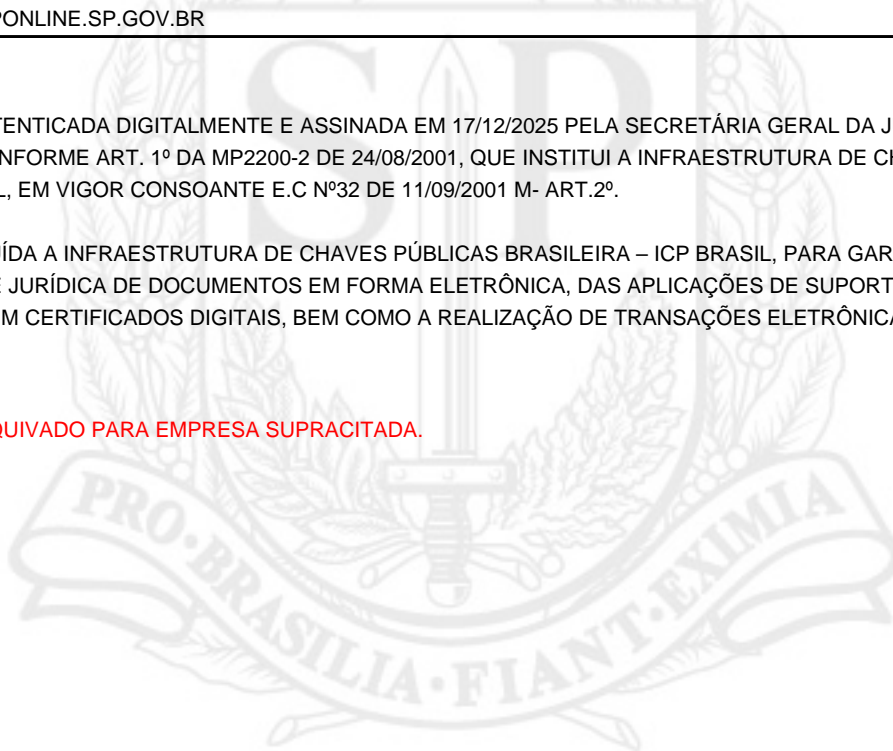 PONLINE.SP.GOV.BR
TENTICADA DIGITALMENTE E ASSINADA EM 17/12/2025 PELA SECRETÁRIA GERAL DA J
NFORME ART. 1º DA MP2200-2 DE 24/08/2001, QUE INSTITUI A INFRAESTRUTURA DE CH
L, EM VIGOR CONSOANTE E.C Nº32 DE 11/09/2001 M- ART.2º.
UÍDA A INFRAESTRUTURA DE CHAVES PÚBLICAS BRASILEIRA – ICP BRASIL, PARA GAR
E JURÍDICA DE DOCUMENTOS EM FORMA ELETRÔNICA, DAS APLICAÇÕES DE SUPORT
EM CERTIFICADOS DIGITAIS, BEM COMO A REALIZAÇÃO DE TRANSAÇÕES ELETRÔNICA
QUIVADO PARA EMPRESA SUPRACITADA.
SP
PRO·BRASILIA·FIANT·EXIMIA